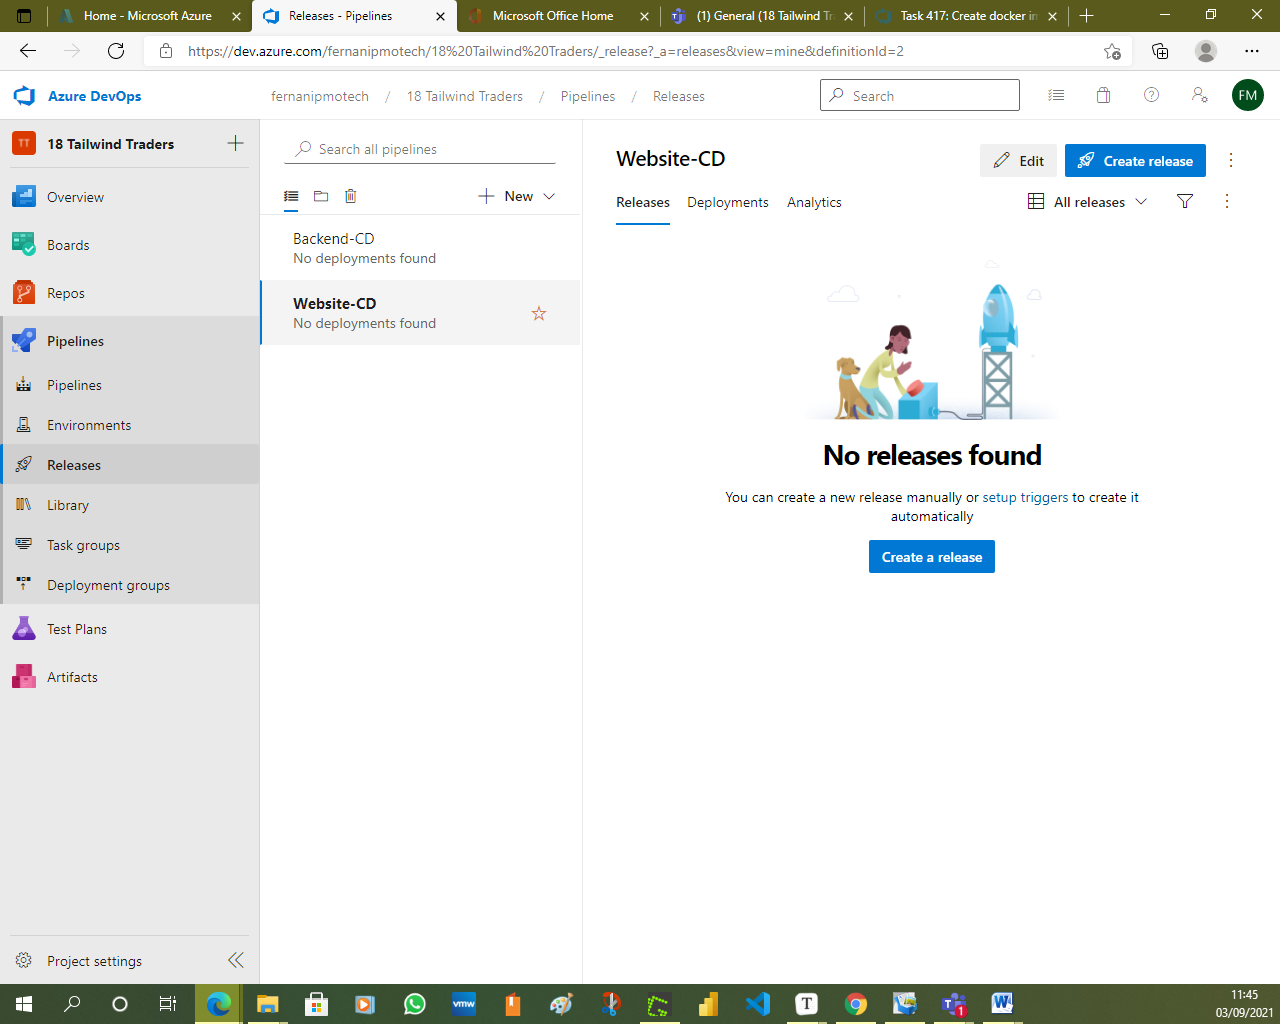 Home - Microsoft Azure
Releases - Pipelines
Microsoft Office Home
(1) General (18 Tailwind Tr
Task 417: Create docker im
https://dev.azure.com/fernanipmotech/18%20Tailwind%20Traders/_release?_a=releases&view=mine&definitionId=2
Azure DevOps
fernanipmotech / 18 Tailwind Traders / Pipelines / Releases
Search
FM
TT 18 Tailwind Traders
Overview
Boards
Repos
Pipelines
Pipelines
Environments
Releases
Library
Task groups
Deployment groups
Test Plans
Artifacts
Project settings
Search all pipelines
New
Backend-CD
No deployments found
Website-CD
No deployments found
Website-CD
Edit
Create release
Releases Deployments Analytics
All releases
No releases found
You can create a new release manually or setup triggers to create it
automatically
Create a release
vmw
T
1
W
11:45
03/09/2021